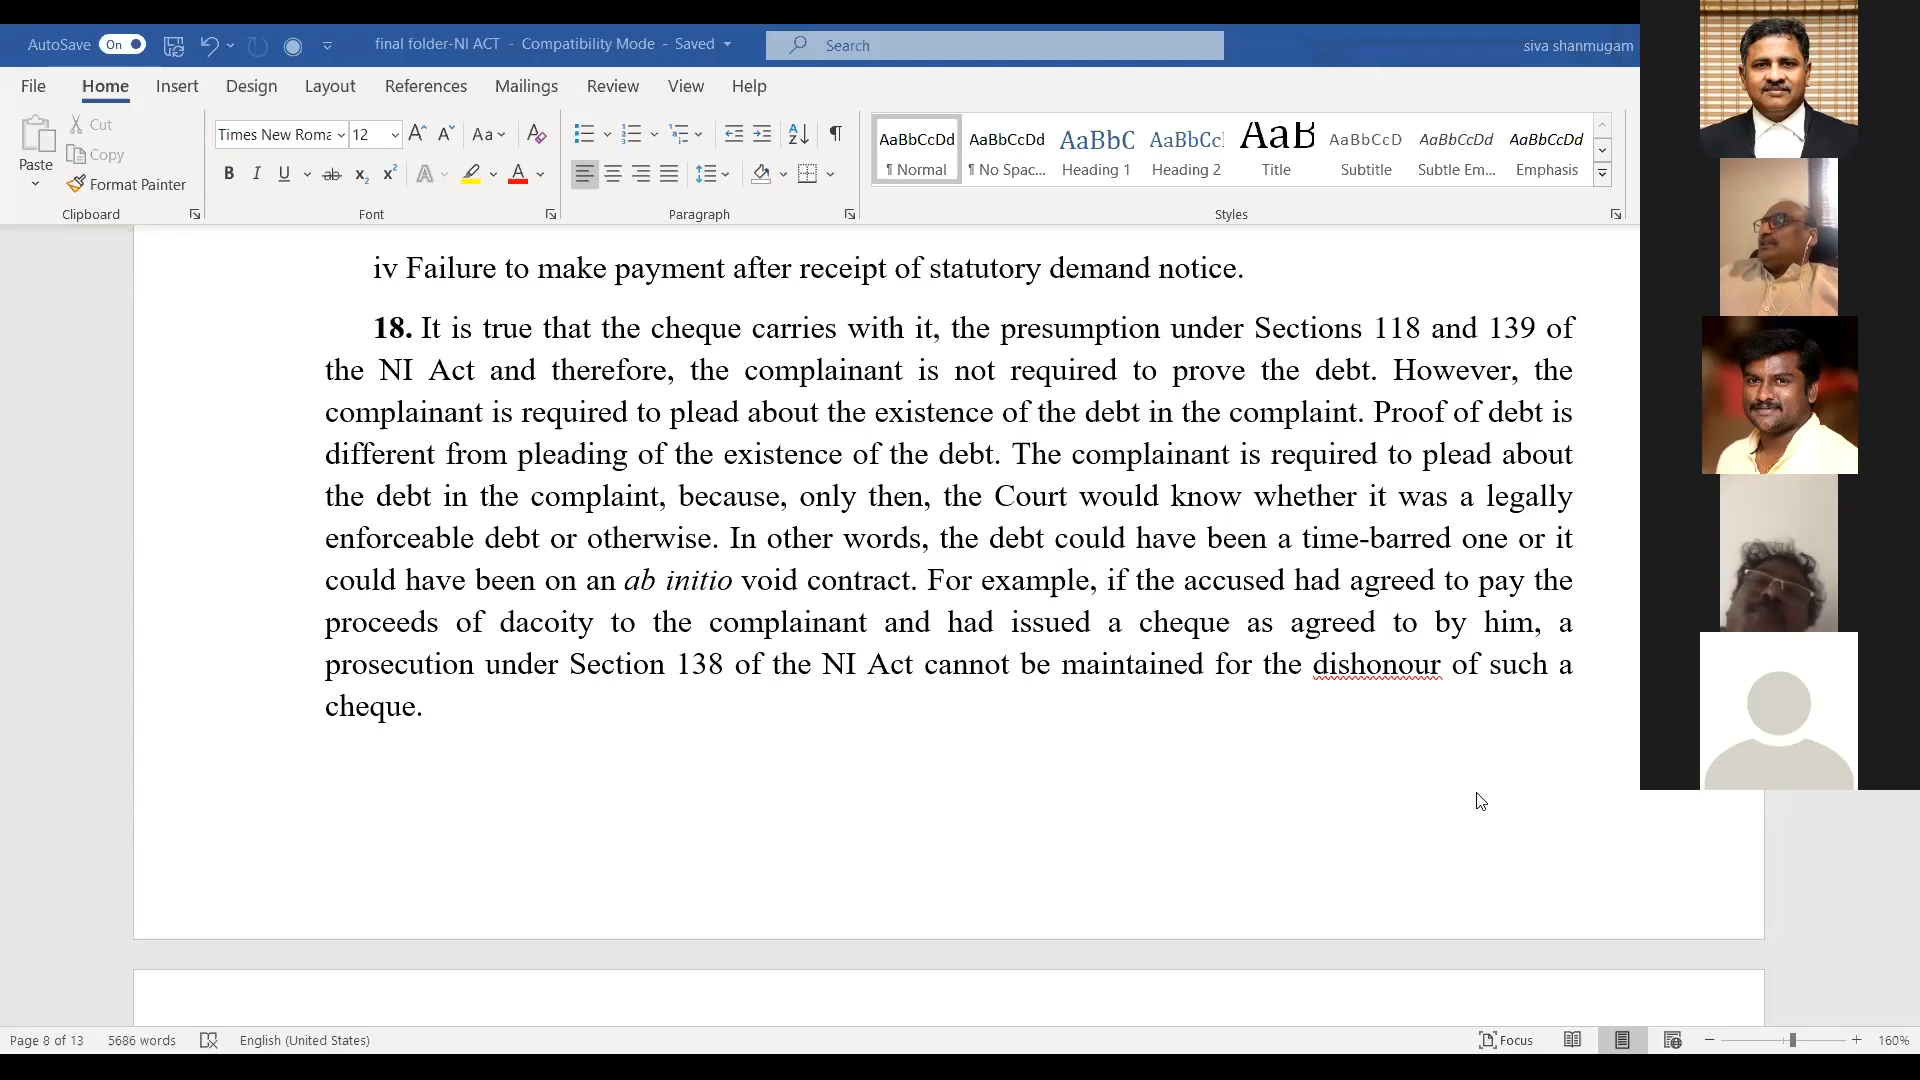 AutoSave On final folder-NI ACT - Compatibility Mode - Saved Search siva shanmugam
File Home Insert Design Layout References Mailings Review View Help
Paste Cut Copy Format Painter
Clipboard
Times New Roma 12 Aa
B I U ab x₂ x² A A
Font
Paragraph
AaBbCcDd AaBbCcDd AaBbC AaBbCcl AaB AaBbCcD AaBbCcDd AaBbCcDd
¶ Normal ¶ No Spac... Heading 1 Heading 2 Title Subtitle Subtle Em... Emphasis
Styles
iv Failure to make payment after receipt of statutory demand notice.
18. It is true that the cheque carries with it, the presumption under Sections 118 and 139 of
the NI Act and therefore, the complainant is not required to prove the debt. However, the
complainant is required to plead about the existence of the debt in the complaint. Proof of debt is
different from pleading of the existence of the debt. The complainant is required to plead about
the debt in the complaint, because, only then, the Court would know whether it was a legally
enforceable debt or otherwise. In other words, the debt could have been a time-barred one or it
could have been on an ab initio void contract. For example, if the accused had agreed to pay the
proceeds of dacoity to the complainant and had issued a cheque as agreed to by him, a
prosecution under Section 138 of the NI Act cannot be maintained for the dishonour of such a
cheque.
Page 8 of 13 5686 words English (United States) Focus 160%